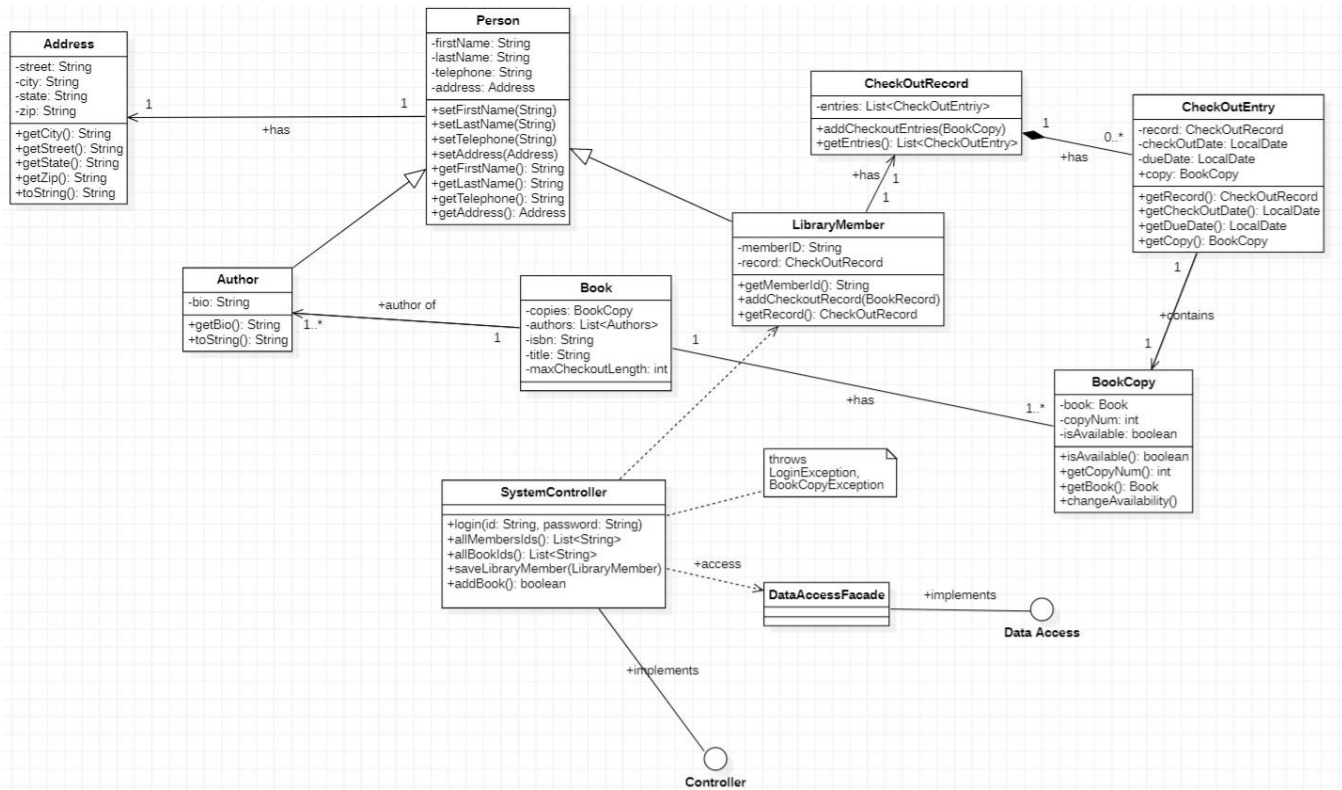 Address
-street: String
-city: String
-state: String
-zip: String
+getCity(): String
+getStreet(): String
+getState(): String
+getZip(): String
+toString(): String
1
+has
1
Person
-firstName: String
-lastName: String
-telephone: String
-address: Address
+setFirstName(String)
+setLastName(String)
+setTelephone(String)
+setAddress(Address)
+getFirstName(): String
+getLastName(): String
+getTelephone(): String
+getAddress(): Address
CheckOutRecord
-entries: List<CheckOutEntriy>
+addCheckoutEntries(BookCopy)
+getEntries(): List<CheckOutEntry>
1
+has
0..*
CheckOutEntry
-record: CheckOutRecord
-checkOutDate: LocalDate
-dueDate: LocalDate
+copy: BookCopy
+getRecord(): CheckOutRecord
+getCheckOutDate(): LocalDate
+getDueDate(): LocalDate
+getCopy(): BookCopy
+has
1
1
LibraryMember
-memberID: String
-record: CheckOutRecord
+getMemberId(): String
+addCheckoutRecord(BookRecord)
+getRecord(): CheckOutRecord
Author
-bio: String
+getBio(): String
+toString(): String
1..*
+author of
1
Book
-copies: BookCopy
-authors: List<Authors>
-isbn: String
-title: String
-maxCheckoutLength: int
1
+has
1..*
1
+contains
1
BookCopy
-book: Book
-copyNum: int
-isAvailable: boolean
+isAvailable(): boolean
+getCopyNum(): int
+getBook(): Book
+changeAvailability()
throws
LoginException,
BookCopyException
SystemController
+login(id: String, password: String)
+allMembersIds(): List<String>
+allBookIds(): List<String>
+saveLibraryMember(LibraryMember)
+addBook(): boolean
+access
DataAccessFacade
+implements
Data Access
+implements
Controller